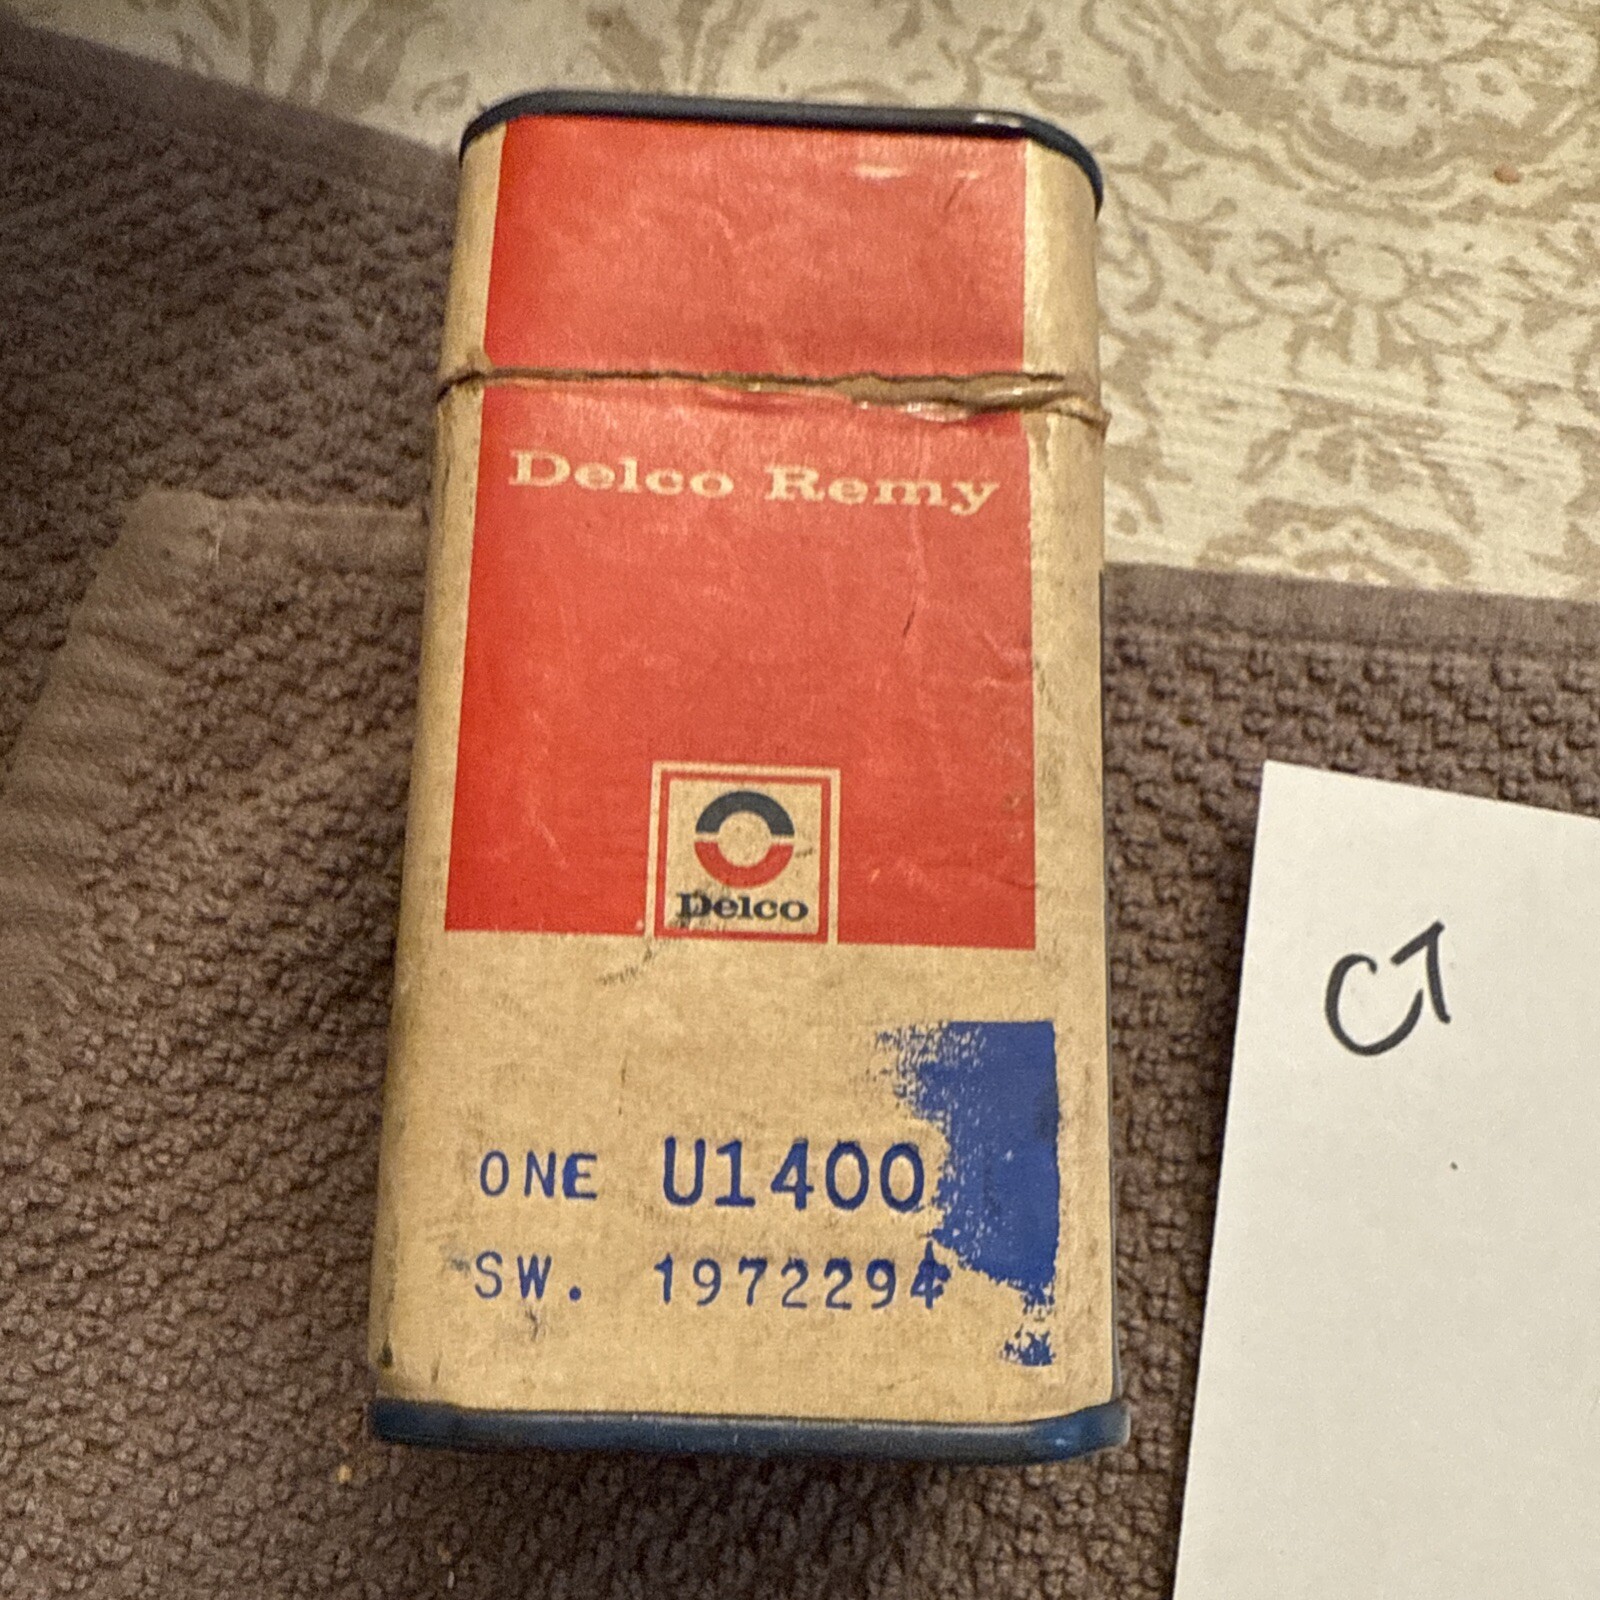 Delco Remy
Delco
ONE U1400
SW. 1972294
C7